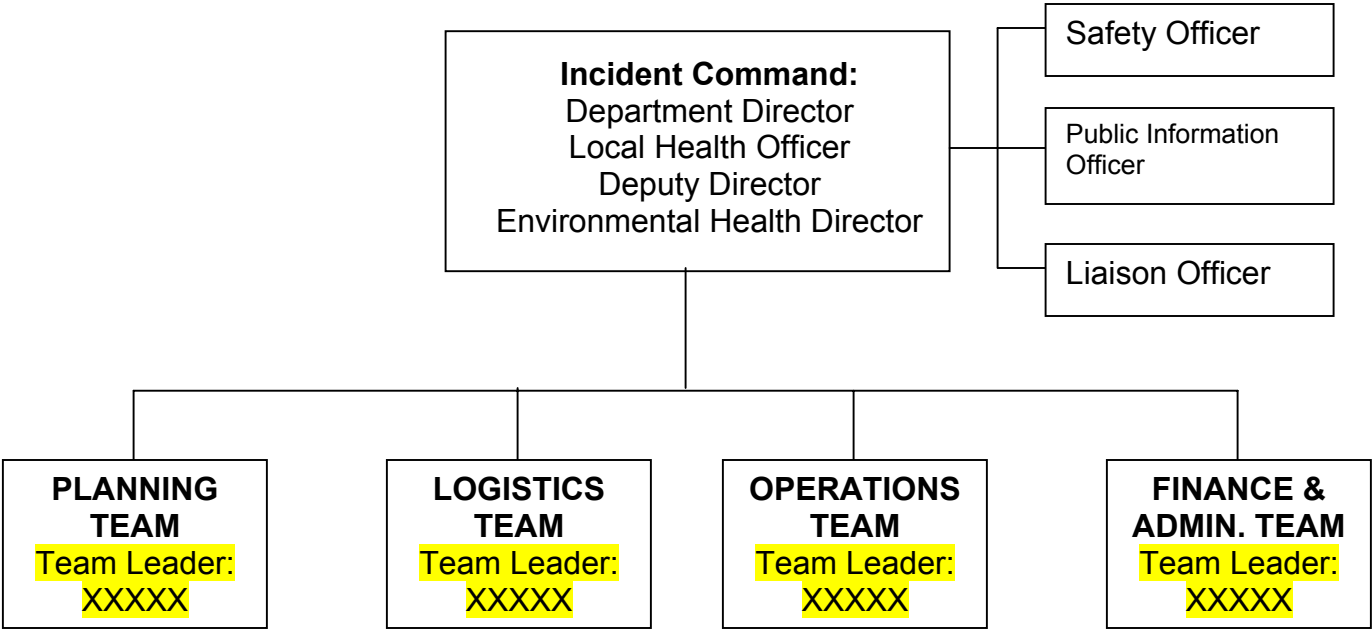 Incident Command:
Department Director
Local Health Officer
Deputy Director
Environmental Health Director
Safety Officer
Public Information
Officer
Liaison Officer
PLANNING
TEAM
Team Leader:
XXXXX
LOGISTICS
TEAM
Team Leader:
XXXXX
OPERATIONS
TEAM
Team Leader:
XXXXX
FINANCE &
ADMIN. TEAM
Team Leader:
XXXXX